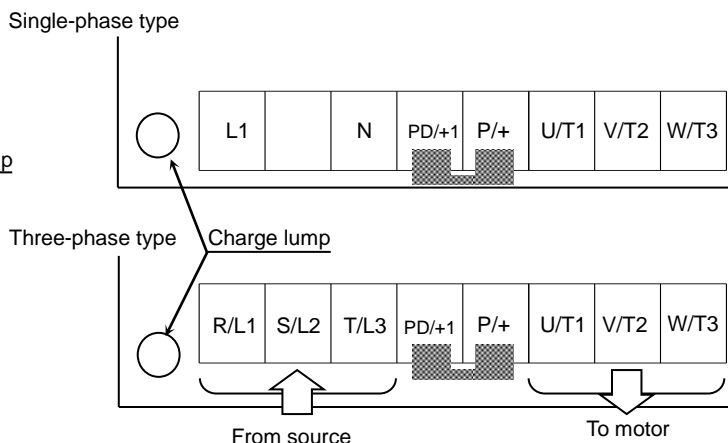 Single-phase type
L1 N PD/+1 P/+ U/T1 V/T2 W/T3
p
Three-phase type Charge lump
R/L1 S/L2 T/L3 PD/+1 P/+ U/T1 V/T2 W/T3
From source
To motor